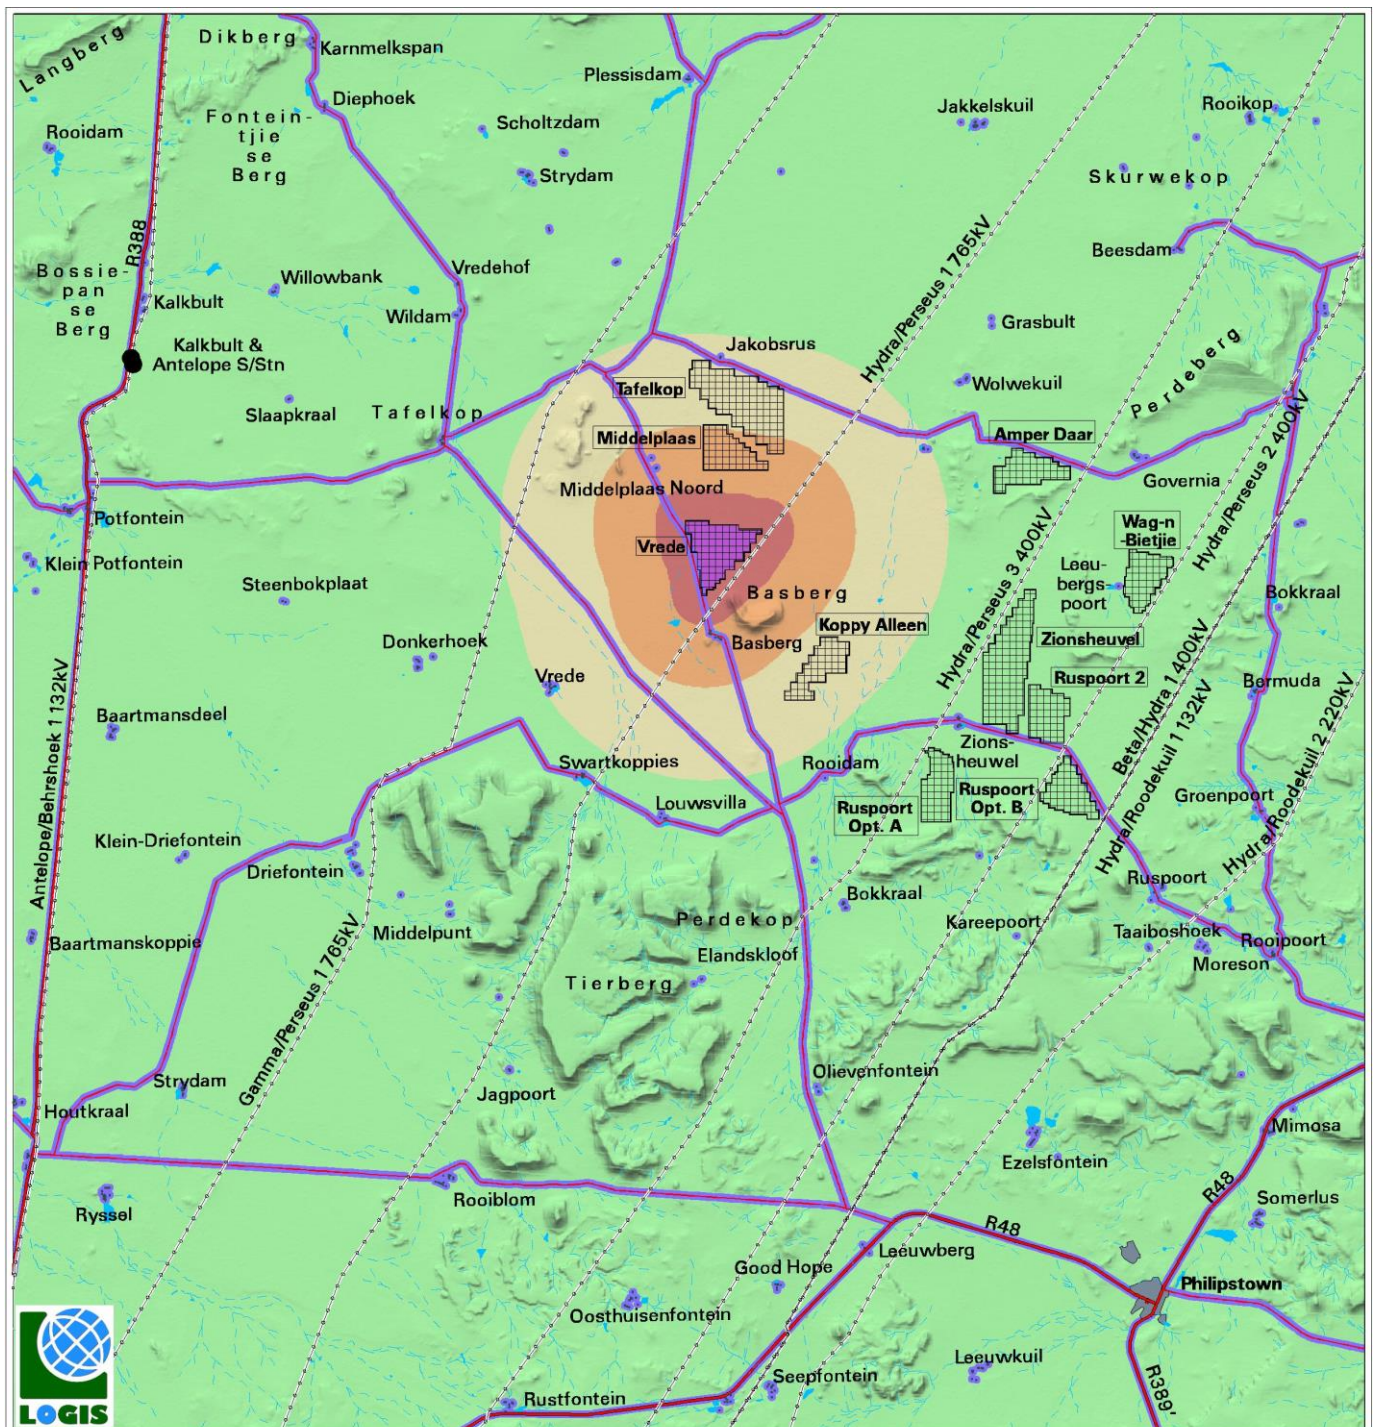 Langberg
Dikberg
Karnmelkspan
Plessisdam
Diephoek
Fontein-
tjie
se
Berg
Scholtzdam
Jakkelskuil
Rooikop
Rooidam
Strydam
Skurwekop
R388
Beesdam
Bossie-
pan
se
Berg
Willowbank
Vredehof
Kalkbult
Wildam
Hydra/Perseus 1 765kV
Grasbult
Kalkbult &
Antelope S/Stn
Jakobsrus
Perdeberg
Tafelkop
Wolwekuil
Slaapkraal
Tafelkop
Middelplaas
Amper Daar
Hydra/Perseus 2 400kV
Middelplaas Noord
Governia
Potfontein
Vrede
Wag-n
-Bietjie
Klein Potfontein
Hydra/Perseus 3 400kV
Leeu-
bergs-
poort
Steenbokplaat
Basberg
Bokkraal
Koppy Alleen
Donkerhoek
Basberg
Zionsheuvel
Vrede
Ruspoort 2
Bermuda
Antelope/Behrshoek 1 132kV
Baartmansdeel
Beta/Hydra 1 400kV
Hydra/Roodekuil 1 132kV
Hydra/Roodekuil 2 220kV
Swartkoppies
Rooidam
Zions-
heuwel
Louwsvilla
Ruspoort
Opt. A
Ruspoort
Opt. B
Groenpoort
Klein-Driefontein
Driefontein
Ruspoort
Bokkraal
Perdekop
Kareepoort
Middelpunt
Taaiboshoek
Rooipoort
Baartmanskoppie
Elandskloof
Moreson
Tierberg
Gamma/Perseus 1 765kV
Strydam
Olievenfontein
Jagpoort
Houtkraal
Mimosa
Ezelsfontein
Rooiblom
R48
Somerlus
Ryssel
R48
Leeuwberg
Good Hope
Philipstown
Oosthuisenfontein
Leeuwkuil
Seepfontein
R389'
Rustfontein
LOGIS